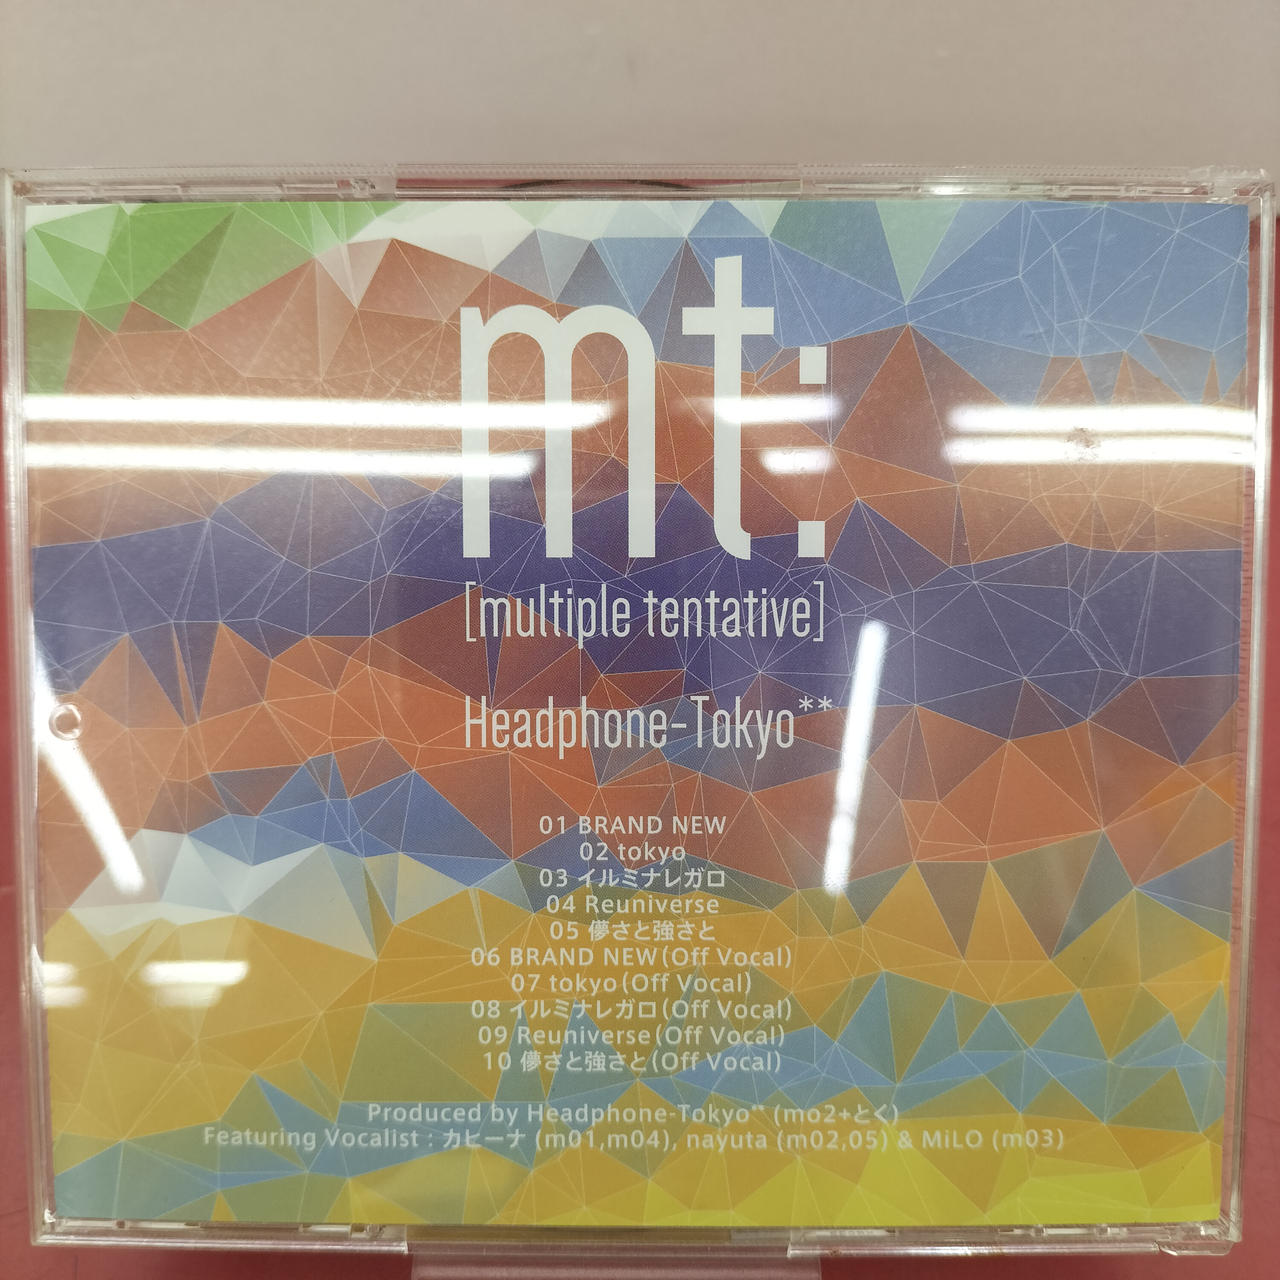 mt:
[multiple tentative]
Headphone-Tokyo**
01 BRAND NEW
02 tokyo
03 イルミナレガロ
04 Reuniverse
05 儚さと強さと
06 BRAND NEW(Off Vocal)
07 tokyo(Off Vocal)
08 イルミナレガロ(Off Vocal)
09 Reuniverse(Off Vocal)
10 儚さと強さと(Off Vocal)
Produced by Headphone-Tokyo** (mo2+とく)
Featuring Vocalist : カヒーナ (m01,m04), nayuta (m02,05) & MiLO (m03)